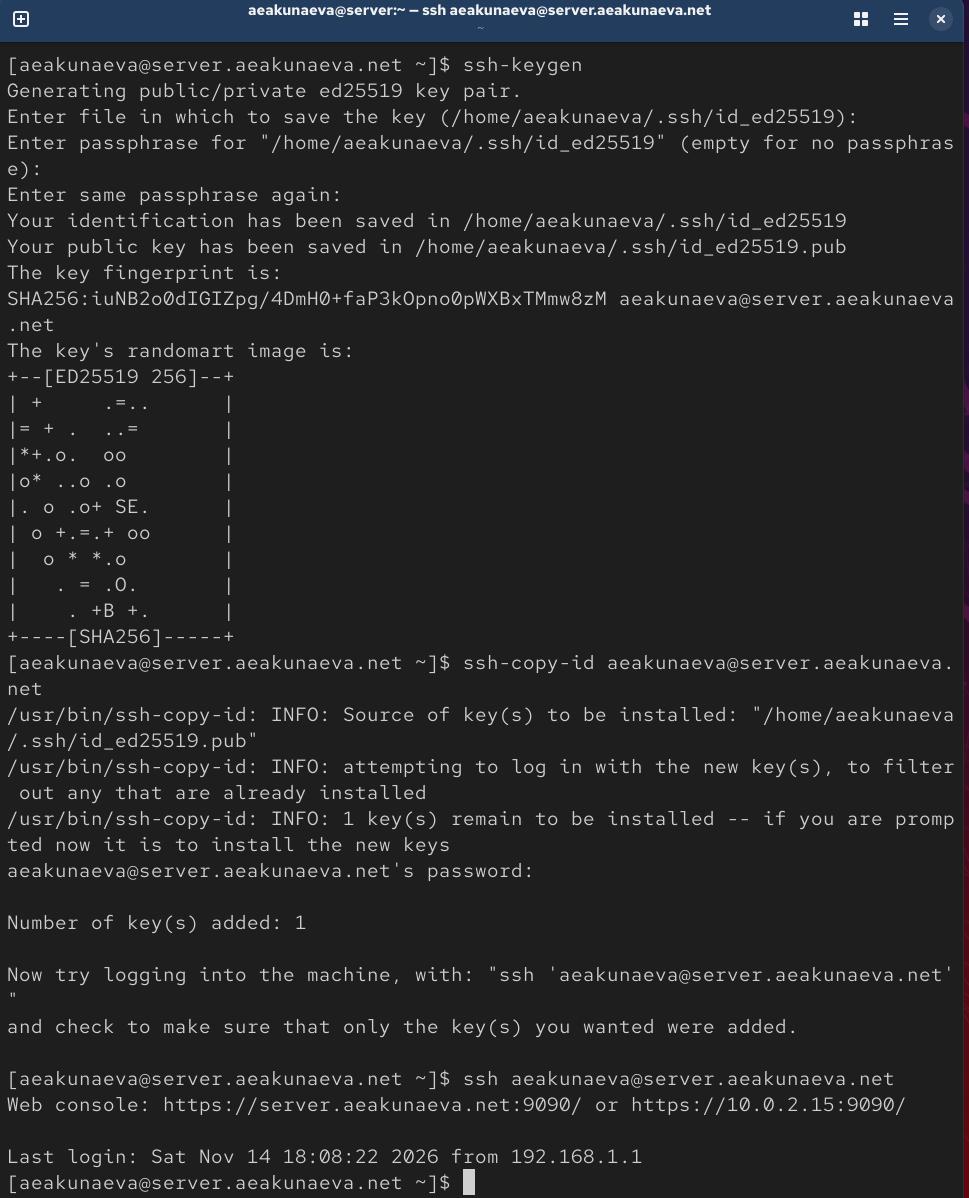 aeakunaeva@server:~ — ssh aeakunaeva@server.aeakunaeva.net
~
[aeakunaeva@server.aeakunaeva.net ~]$ ssh-keygen
Generating public/private ed25519 key pair.
Enter file in which to save the key (/home/aeakunaeva/.ssh/id_ed25519):
Enter passphrase for "/home/aeakunaeva/.ssh/id_ed25519" (empty for no passphras
e):
Enter same passphrase again:
Your identification has been saved in /home/aeakunaeva/.ssh/id_ed25519
Your public key has been saved in /home/aeakunaeva/.ssh/id_ed25519.pub
The key fingerprint is:
SHA256:iuNB2o0dIGIZpg/4DmH0+faP3kOpno0pWXBxTMmw8zM aeakunaeva@server.aeakunaeva
.net
The key's randomart image is:
+--[ED25519 256]--+
| +     .=..      |
|= + .  ..=       |
|*+.o.  oo        |
|o* ..o .o        |
|. o .o+ SE.      |
| o +.=.+ oo      |
|  o * *.o        |
|   . = .O.       |
|    . +B +.      |
+----[SHA256]-----+
[aeakunaeva@server.aeakunaeva.net ~]$ ssh-copy-id aeakunaeva@server.aeakunaeva.
net
/usr/bin/ssh-copy-id: INFO: Source of key(s) to be installed: "/home/aeakunaeva
/.ssh/id_ed25519.pub"
/usr/bin/ssh-copy-id: INFO: attempting to log in with the new key(s), to filter
 out any that are already installed
/usr/bin/ssh-copy-id: INFO: 1 key(s) remain to be installed -- if you are promp
ted now it is to install the new keys
aeakunaeva@server.aeakunaeva.net's password:

Number of key(s) added: 1

Now try logging into the machine, with: "ssh 'aeakunaeva@server.aeakunaeva.net'
"
and check to make sure that only the key(s) you wanted were added.

[aeakunaeva@server.aeakunaeva.net ~]$ ssh aeakunaeva@server.aeakunaeva.net
Web console: https://server.aeakunaeva.net:9090/ or https://10.0.2.15:9090/

Last login: Sat Nov 14 18:08:22 2026 from 192.168.1.1
[aeakunaeva@server.aeakunaeva.net ~]$